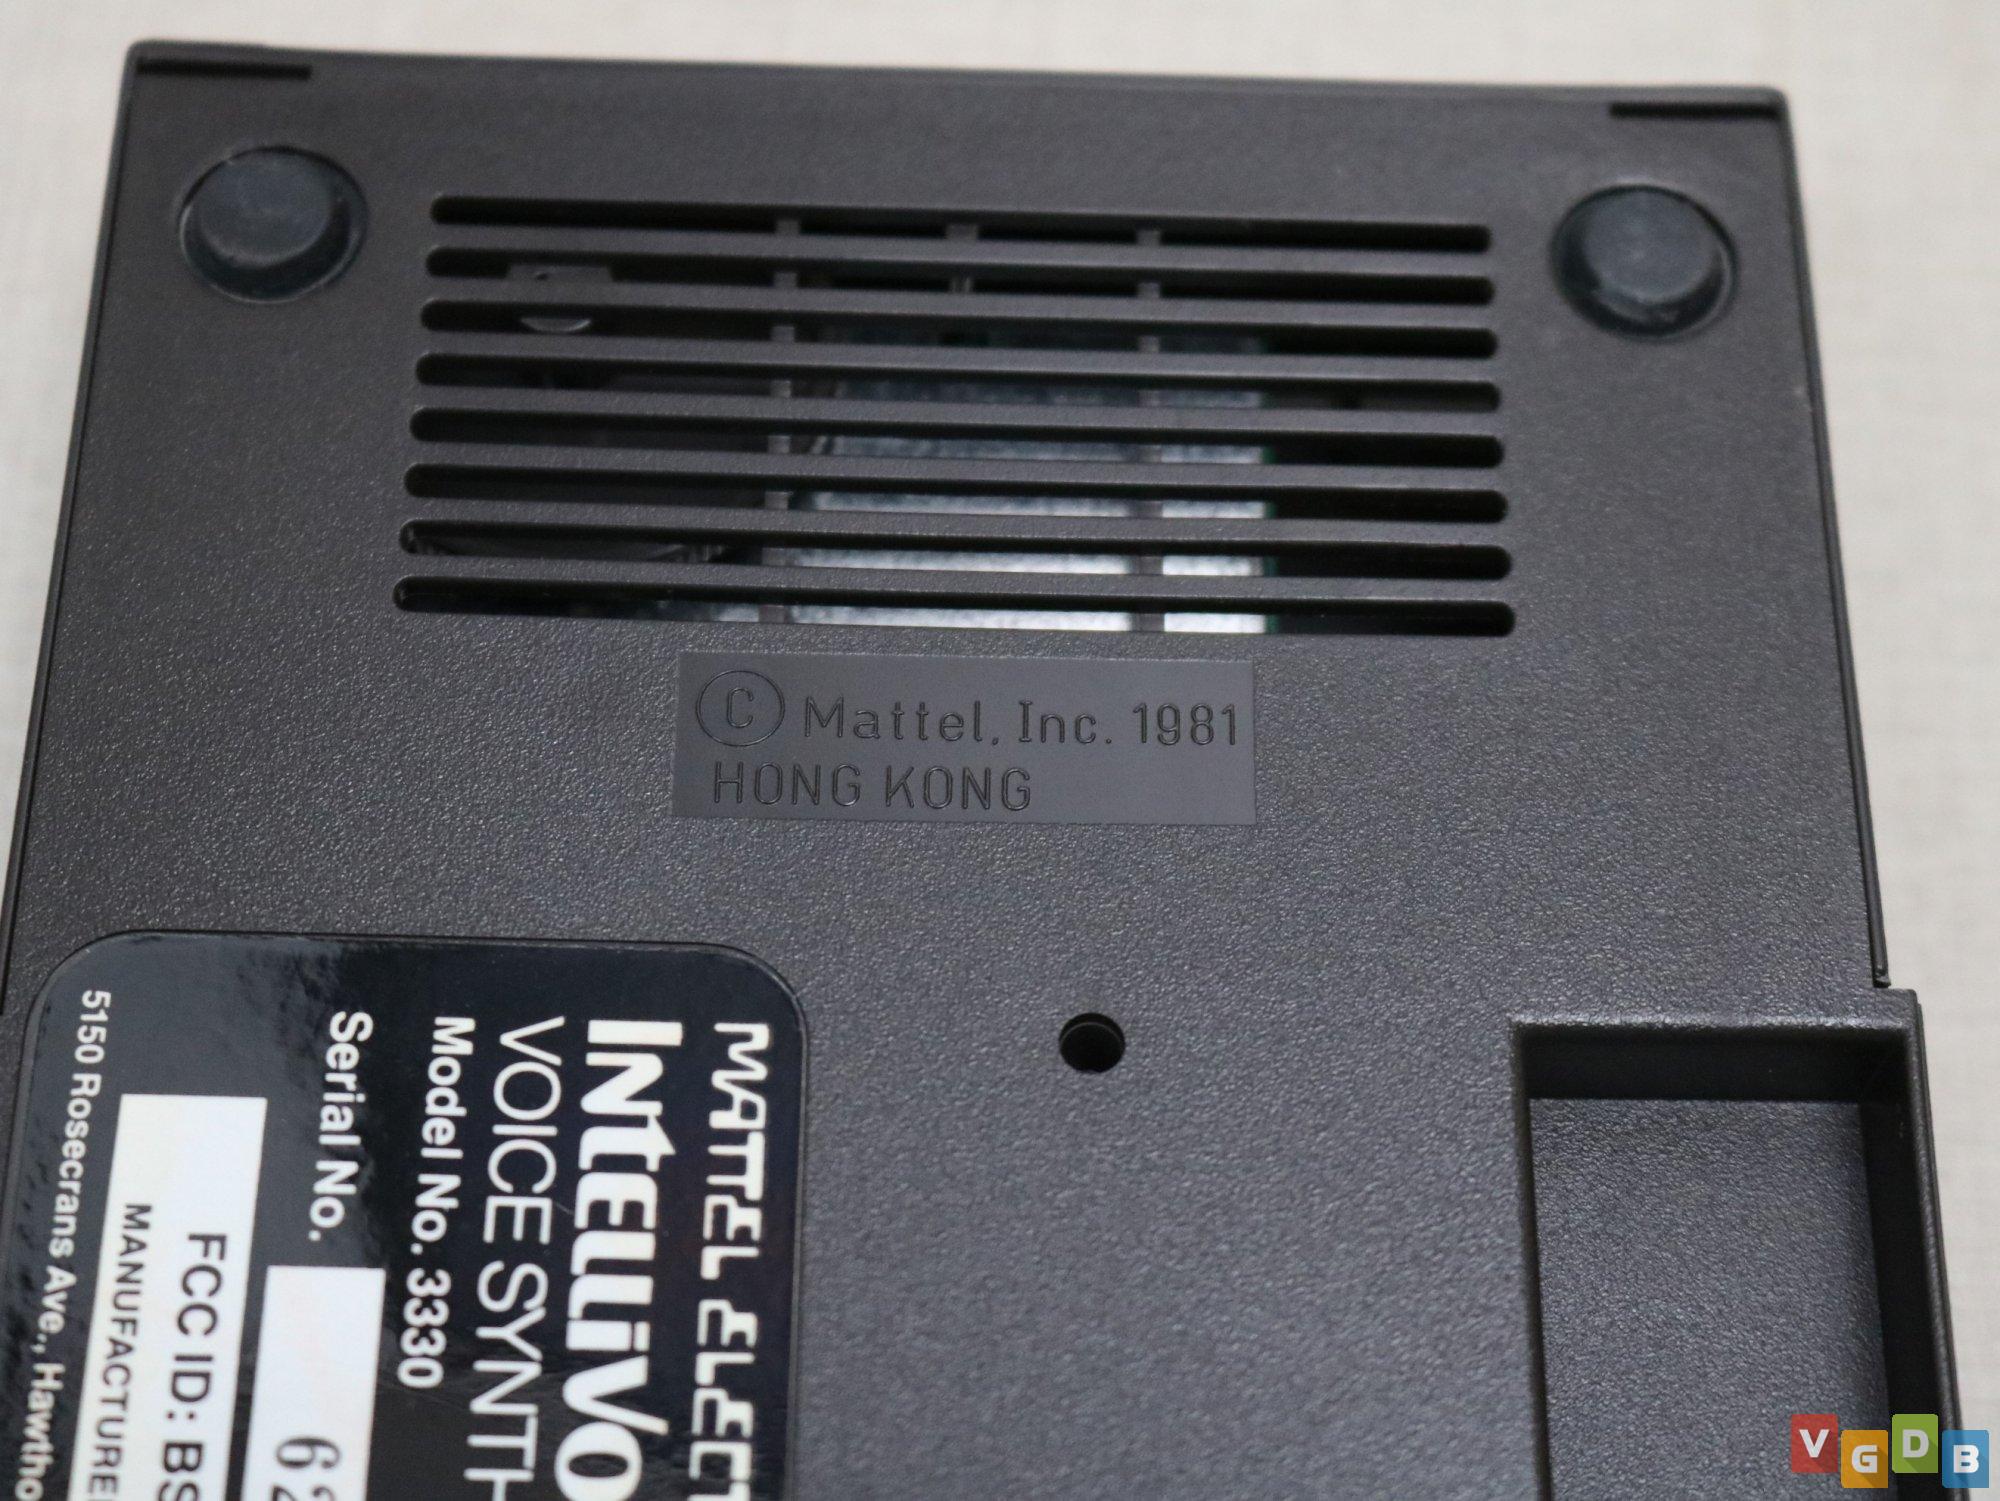 © Mattel, Inc. 1981
HONG KONG
MATTEL ELECT
INTELLIVO
VOICE SYNTH
Model No. 3330
Serial No. 62
FCC ID: BS
MANUFACTURE
5150 Rosecrans Ave., Hawtho
VGDB